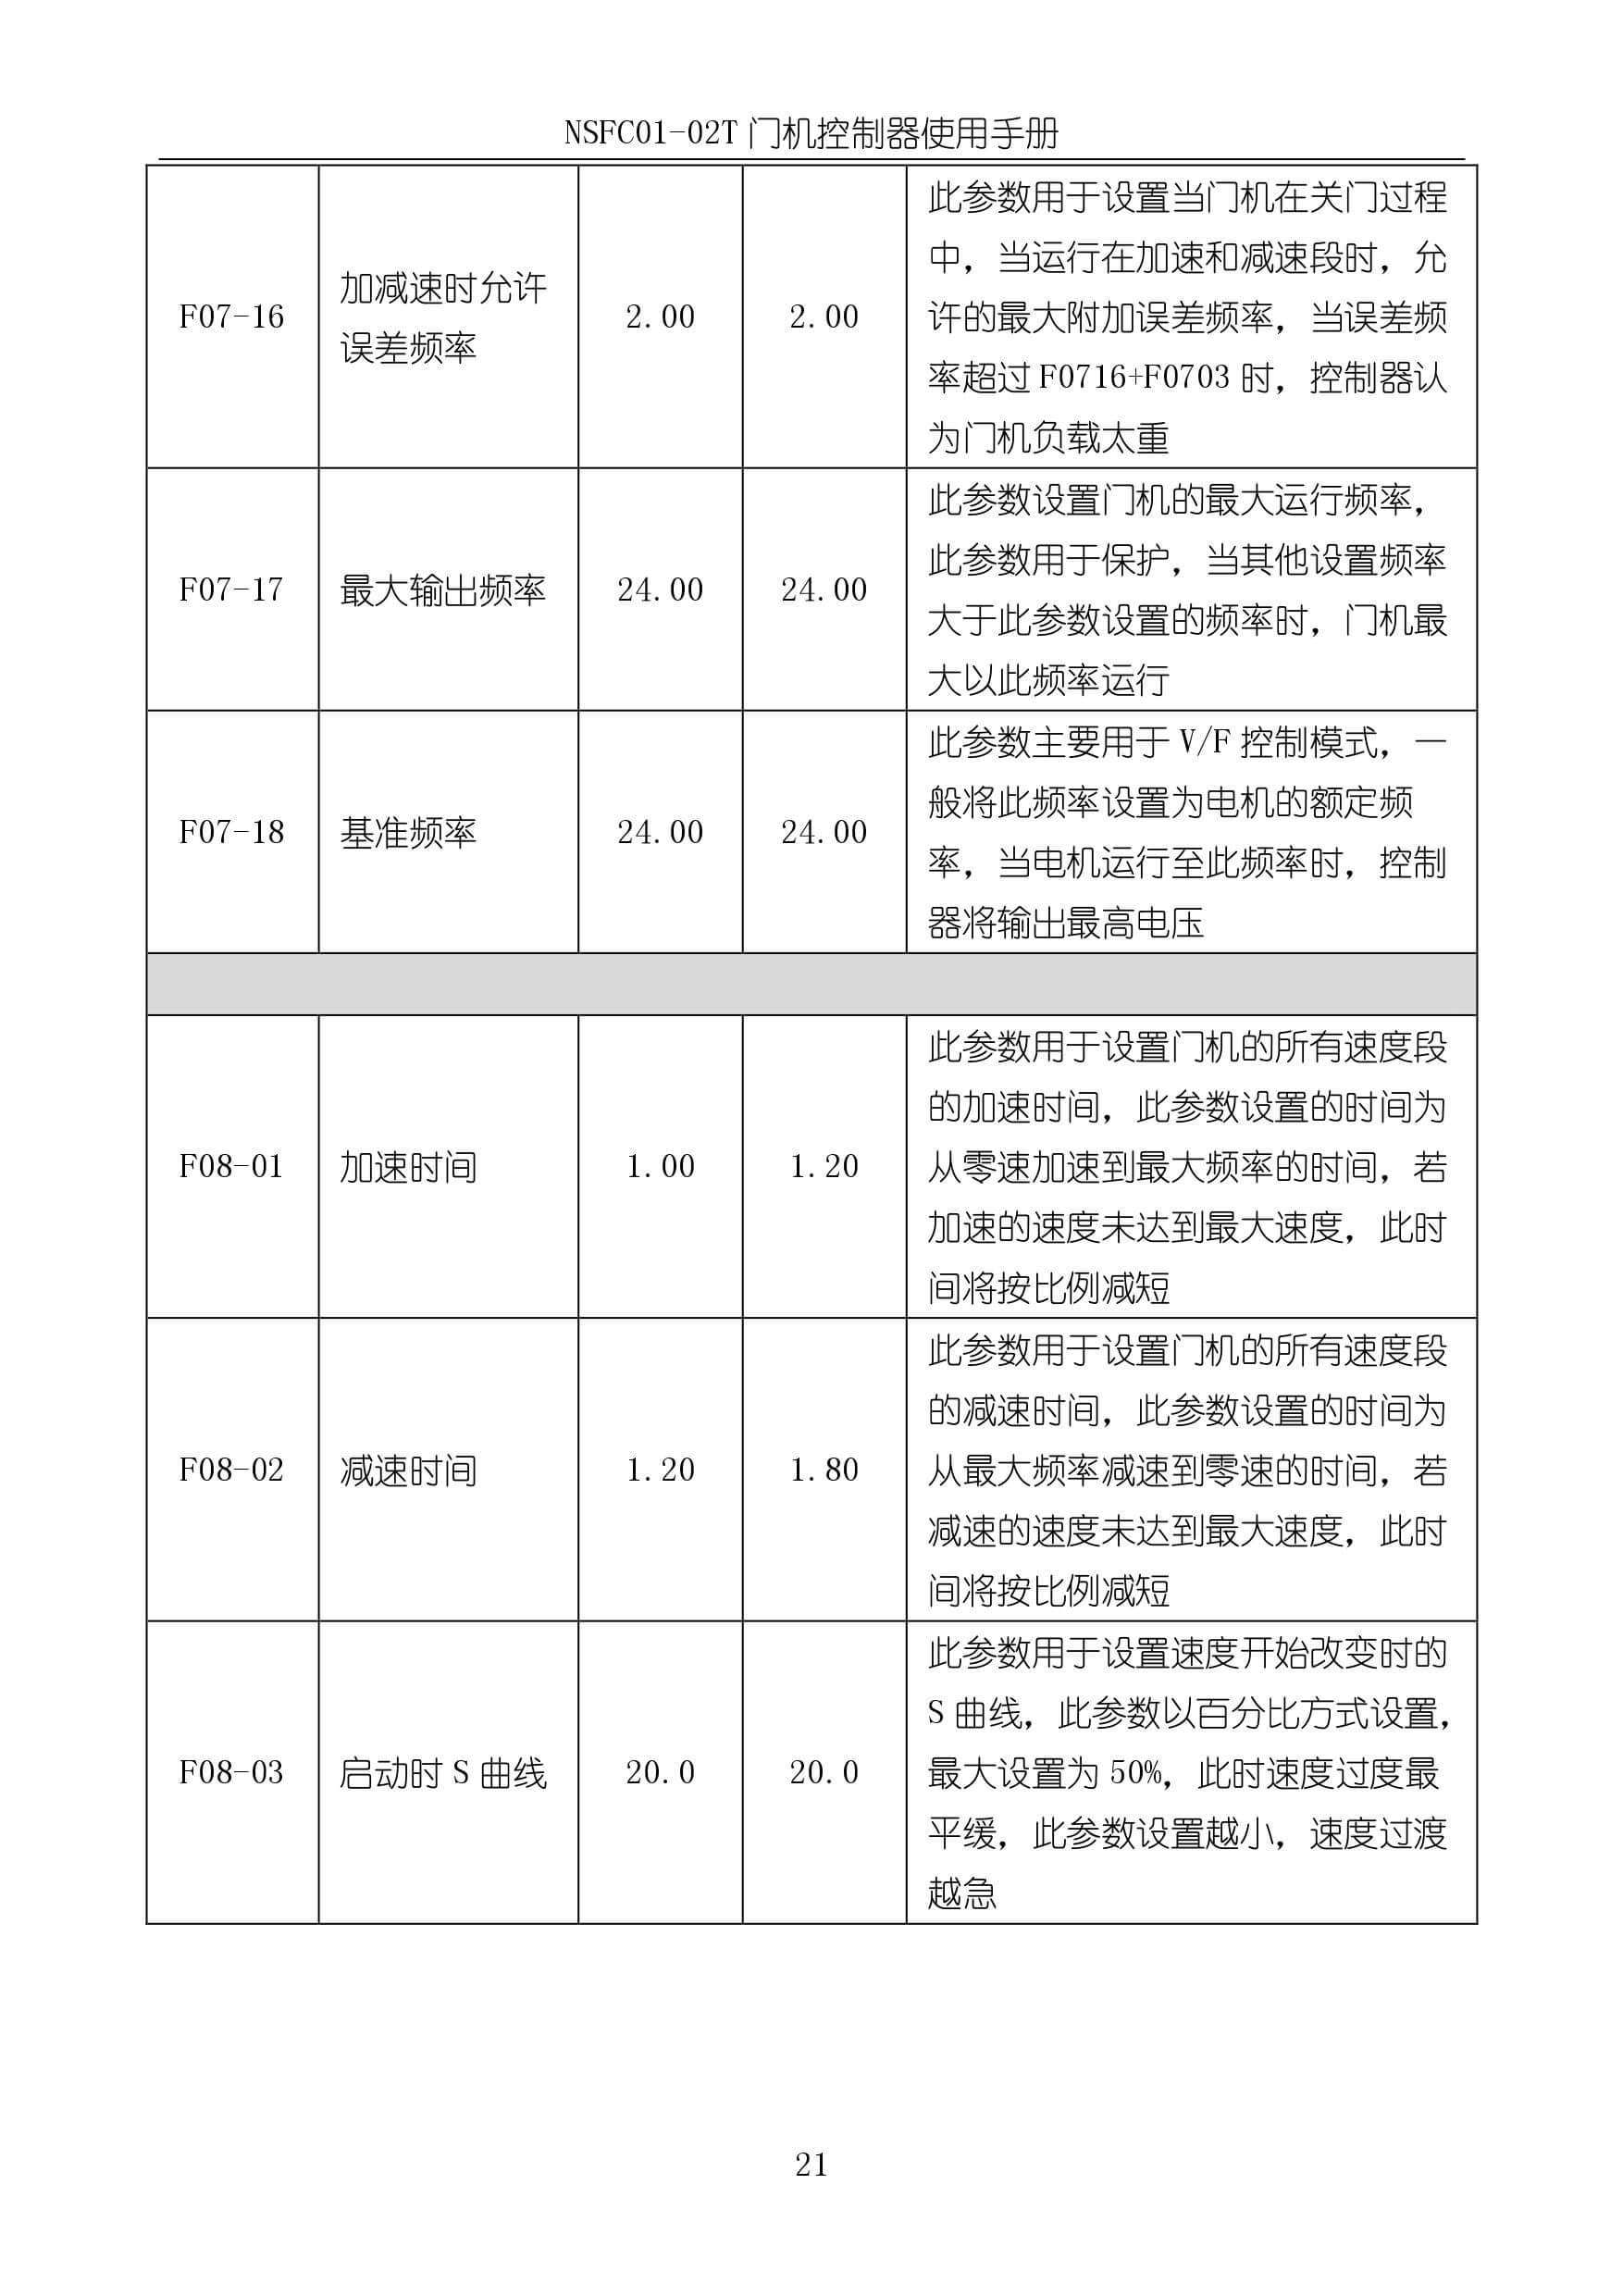 NSFC01-02T 门机控制器使用手册
F07-16
加减速时允许
误差频率
2.00
2.00
此参数用于设置当门机在关门过程
中，当运行在加速和减速段时，允
许的最大附加误差频率，当误差频
率超过 F0716+F0703 时，控制器认
为门机负载太重
F07-17
最大输出频率
24.00
24.00
此参数设置门机的最大运行频率，
此参数用于保护，当其他设置频率
大于此参数设置的频率时，门机最
大以此频率运行
F07-18
基准频率
24.00
24.00
此参数主要用于 V/F 控制模式，一
般将此频率设置为电机的额定频
率，当电机运行至此频率时，控制
器将输出最高电压
F08-01
加速时间
1.00
1.20
此参数用于设置门机的所有速度段
的加速时间，此参数设置的时间为
从零速加速到最大频率的时间，若
加速的速度未达到最大速度，此时
间将按比例减短
F08-02
减速时间
1.20
1.80
此参数用于设置门机的所有速度段
的减速时间，此参数设置的时间为
从最大频率减速到零速的时间，若
减速的速度未达到最大速度，此时
间将按比例减短
F08-03
启动时 S 曲线
20.0
20.0
此参数用于设置速度开始改变时的
S 曲线，此参数以百分比方式设置，
最大设置为 50%，此时速度过度最
平缓，此参数设置越小，速度过渡
越急
21